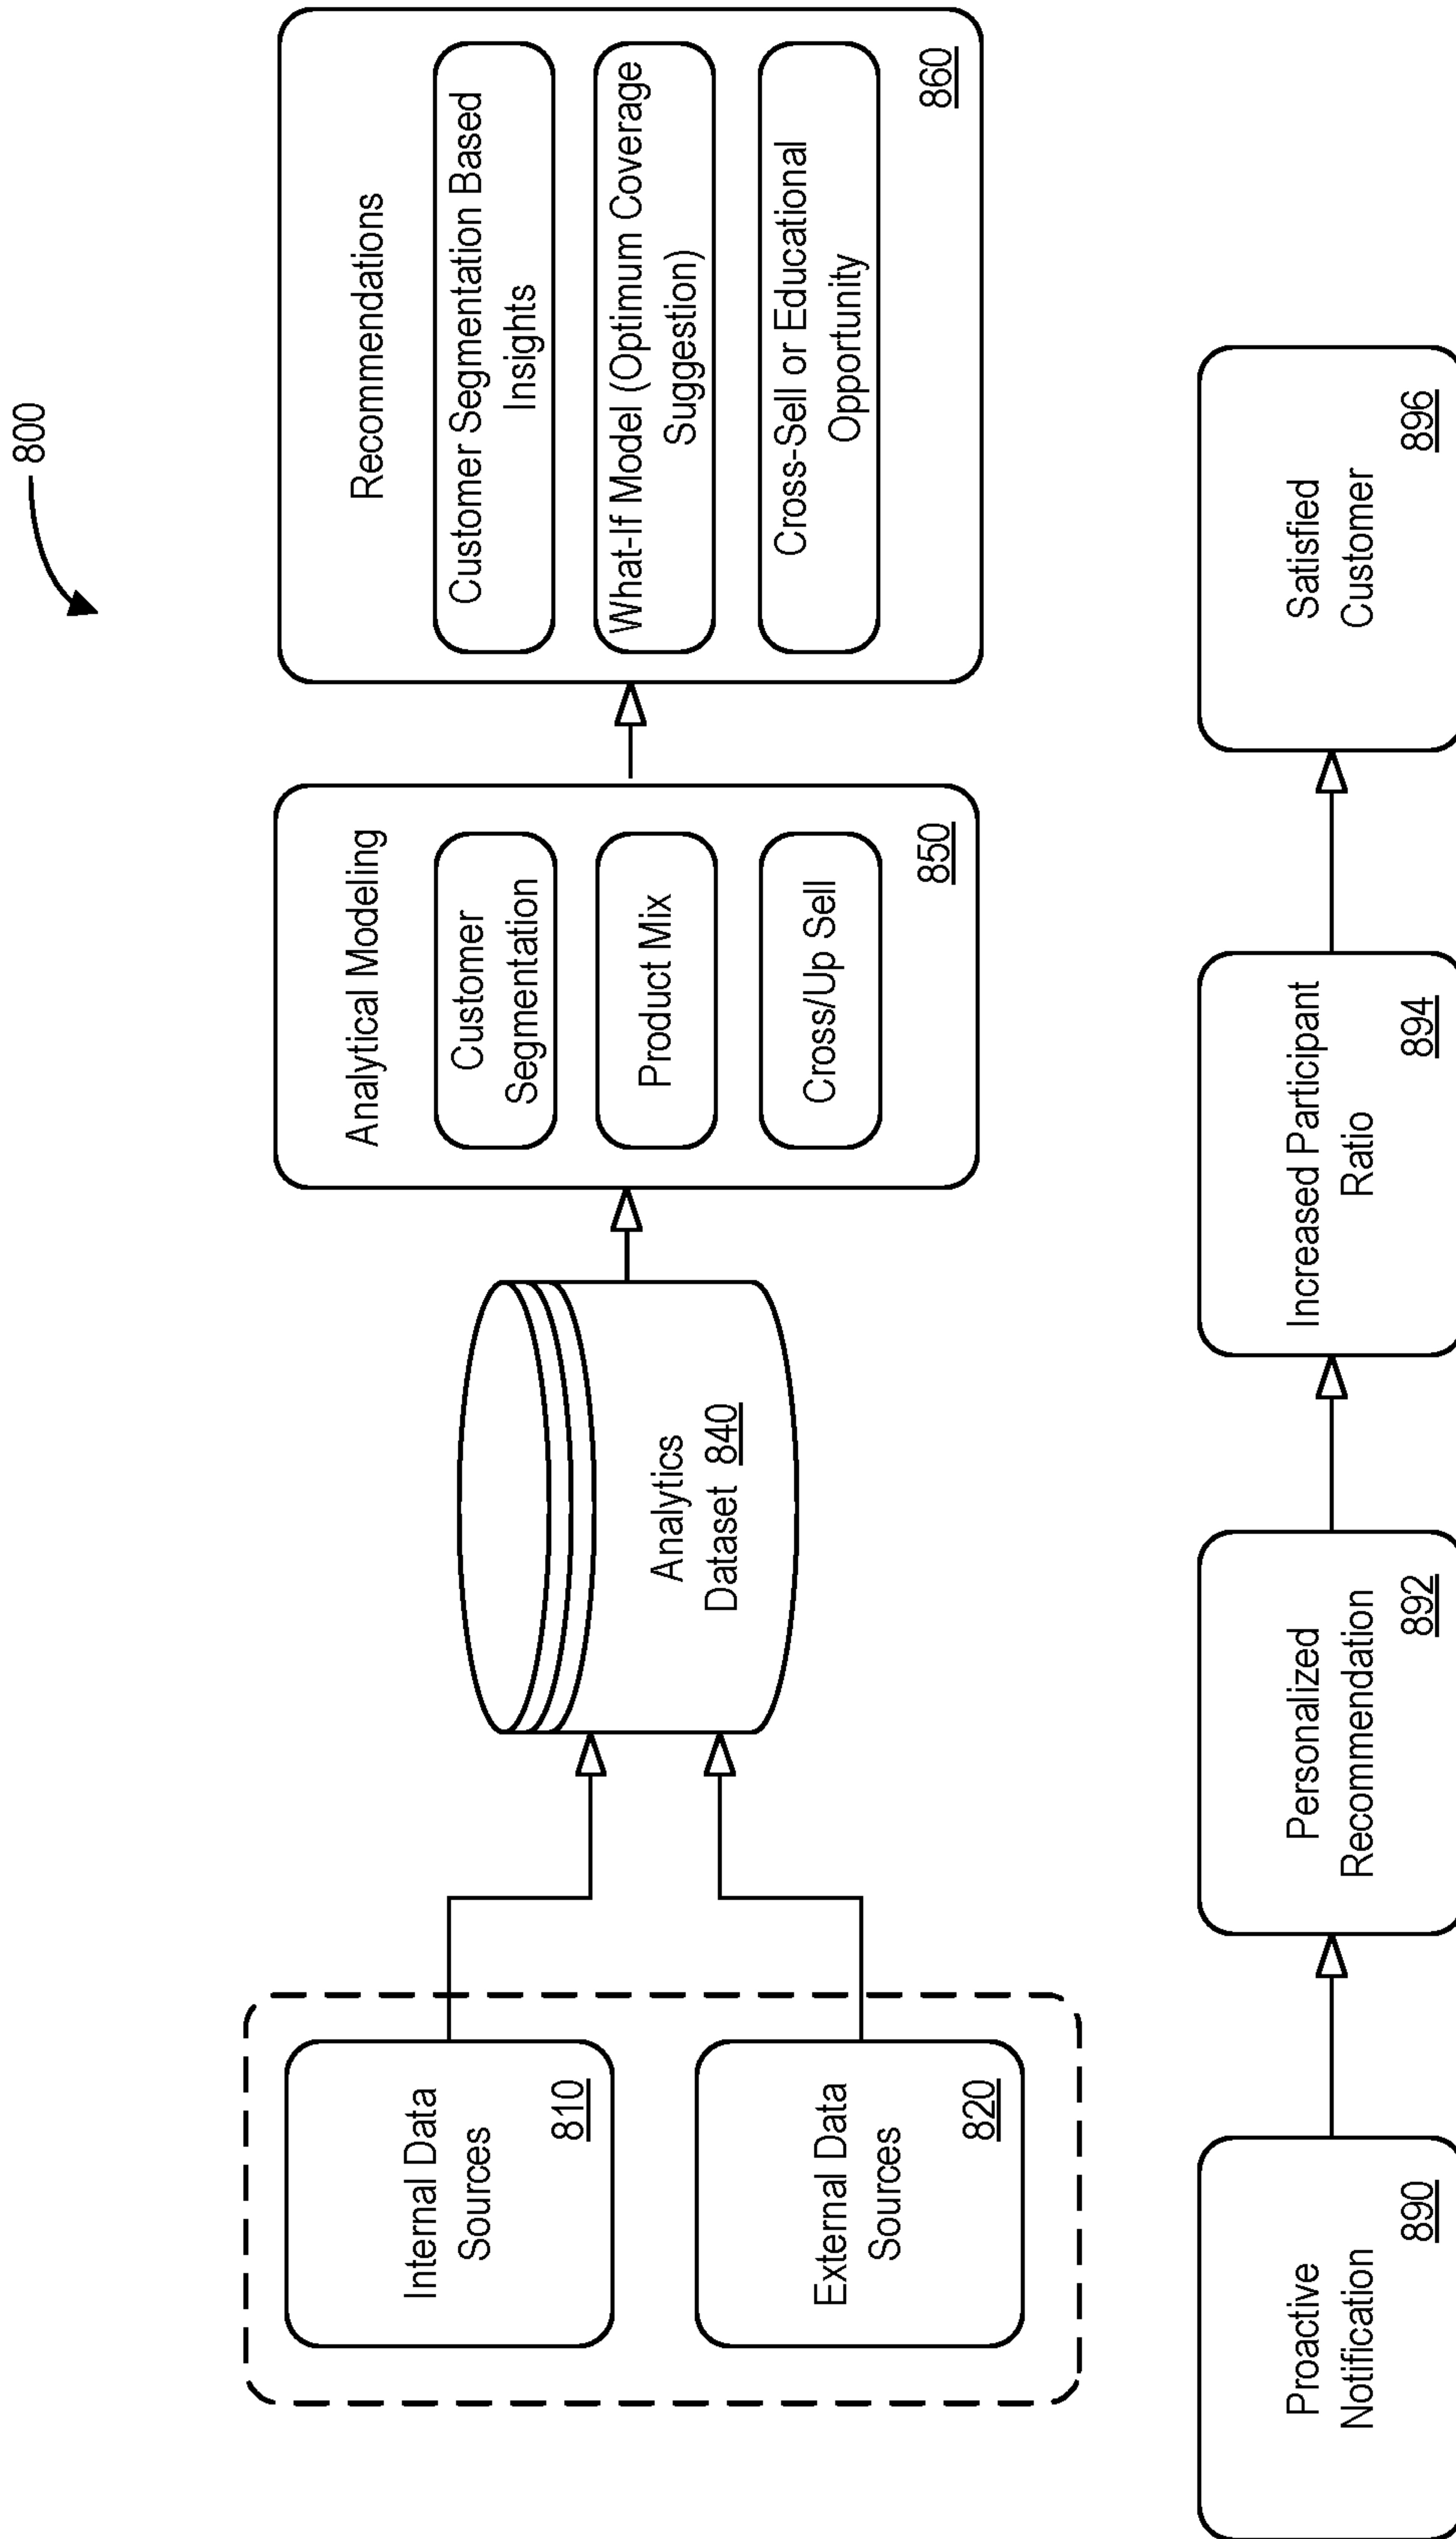 800
Internal Data
Sources
810
External Data
Sources
820
Analytics
Dataset 840
Analytical Modeling
Customer
Segmentation
Product Mix
Cross/Up Sell
850
Recommendations
Customer Segmentation Based
Insights
What-If Model (Optimum Coverage
Suggestion)
Cross-Sell or Educational
Opportunity
860
Proactive
Notification
890
Personalized
Recommendation
892
Increased Participant
Ratio
894
Satisfied
Customer
896